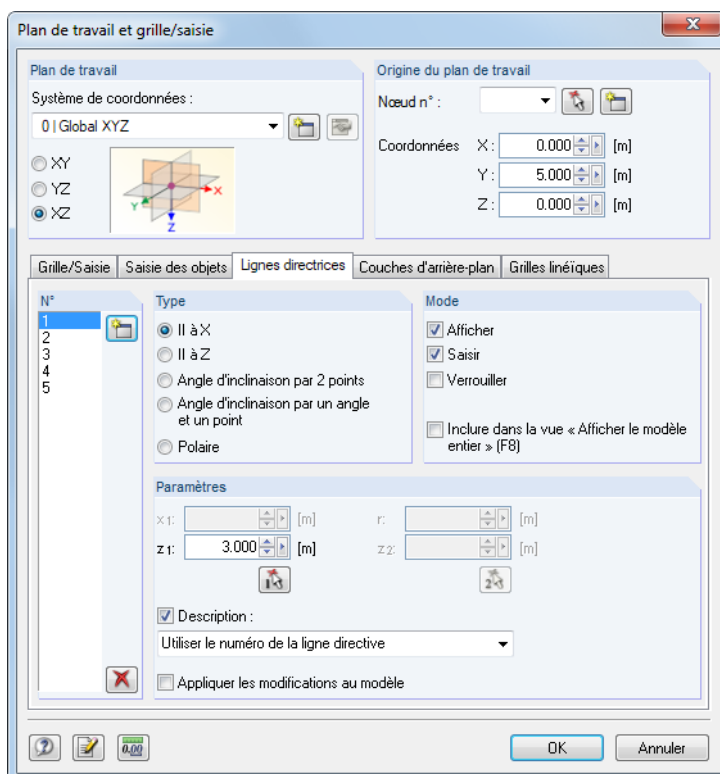 Plan de travail et grille/saisie
Plan de travail
Système de coordonnées :
0 | Global XYZ
XY
YZ
XZ
X
Y
Z
Origine du plan de travail
Nœud n° :
Coordonnées X : 0.000 [m]
Y : 5.000 [m]
Z : 0.000 [m]
Grille/Saisie
Saisie des objets
Lignes directrices
Couches d'arrière-plan
Grilles linéïques
N°
1
2
3
4
5
Type
II à X
II à Z
Angle d'inclinaison par 2 points
Angle d'inclinaison par un angle
et un point
Polaire
Mode
Afficher
Saisir
Verrouiller
Inclure dans la vue « Afficher le modèle
entier » (F8)
Paramètres
x1: [m] r: [m]
z1: 3.000 [m] z2: [m]
1
2
Description :
Utiliser le numéro de la ligne directive
Appliquer les modifications au modèle
0.00
OK
Annuler